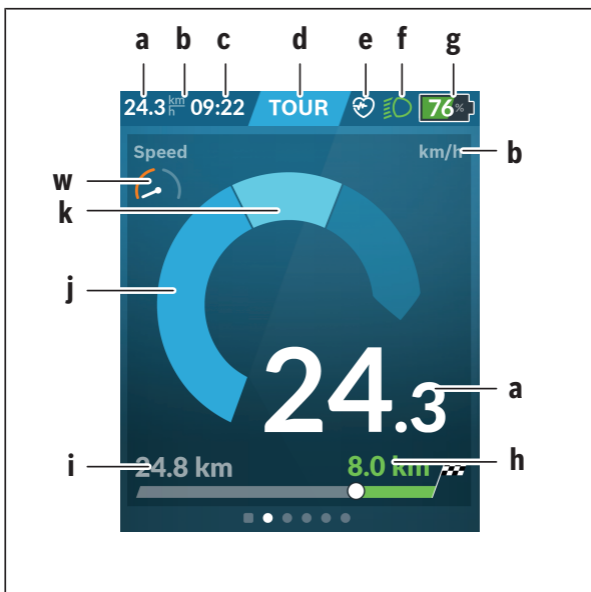 a b c d e f g
24.3 km/h 09:22 TOUR 76%
Speed km/h b
w
k
j
24.3 a
i 24.8 km 8.0 km h